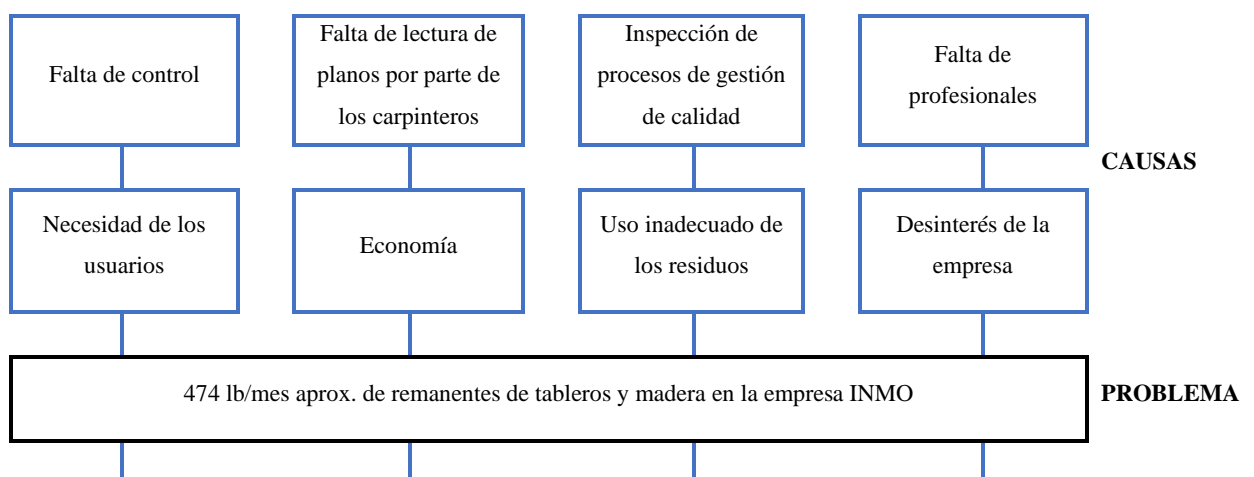 Falta de control
Falta de lectura de
planos por parte de
los carpinteros
Inspección de
procesos de gestión
de calidad
Falta de
profesionales
CAUSAS
Necesidad de los
usuarios
Economía
Uso inadecuado de
los residuos
Desinterés de la
empresa
474 lb/mes aprox. de remanentes de tableros y madera en la empresa INMO
PROBLEMA